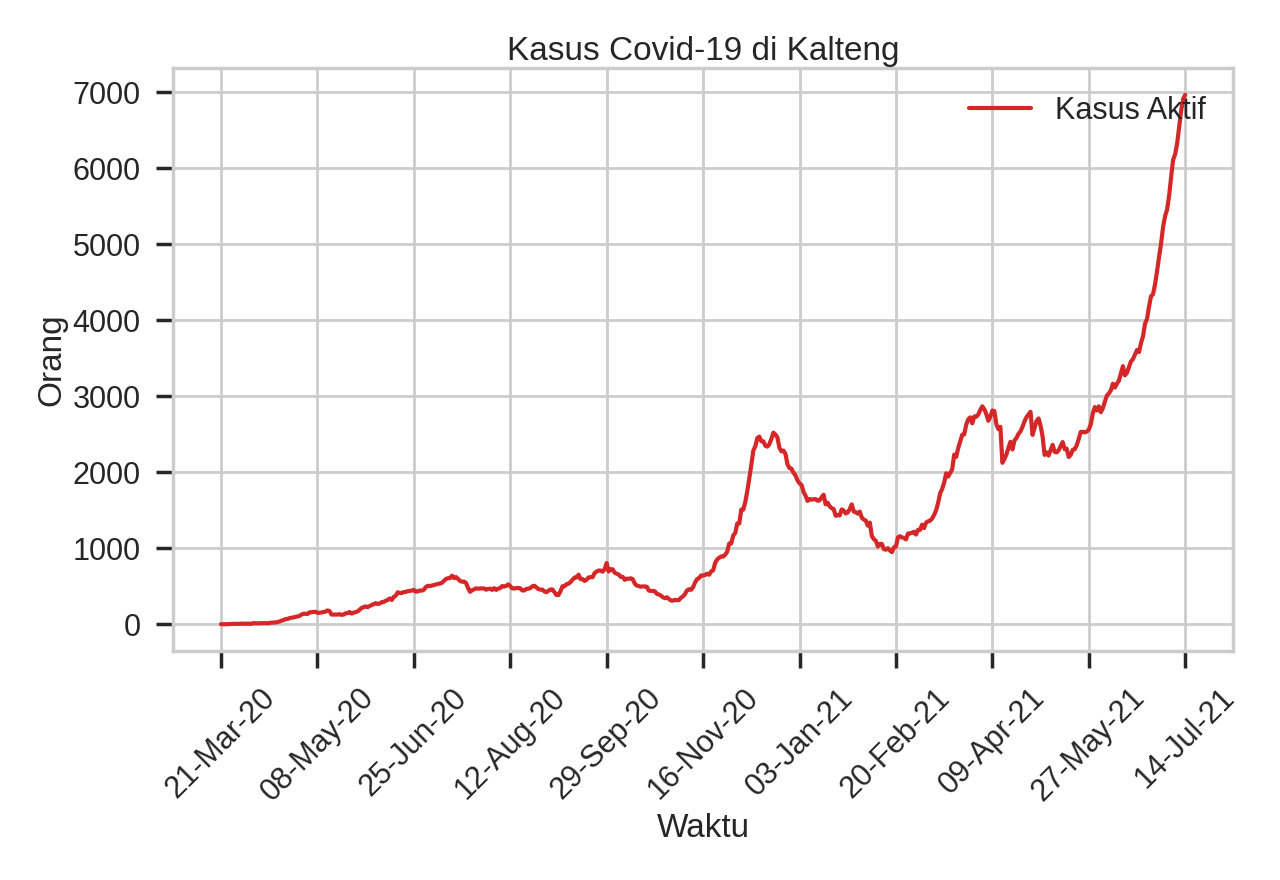 Kasus Covid-19 di Kalteng
Kasus Aktif
7000
6000
5000
4000
3000
2000
1000
0
Orang
21-Mar-20
08-May-20
25-Jun-20
12-Aug-20
29-Sep-20
16-Nov-20
03-Jan-21
20-Feb-21
09-Apr-21
27-May-21
14-Jul-21
Waktu